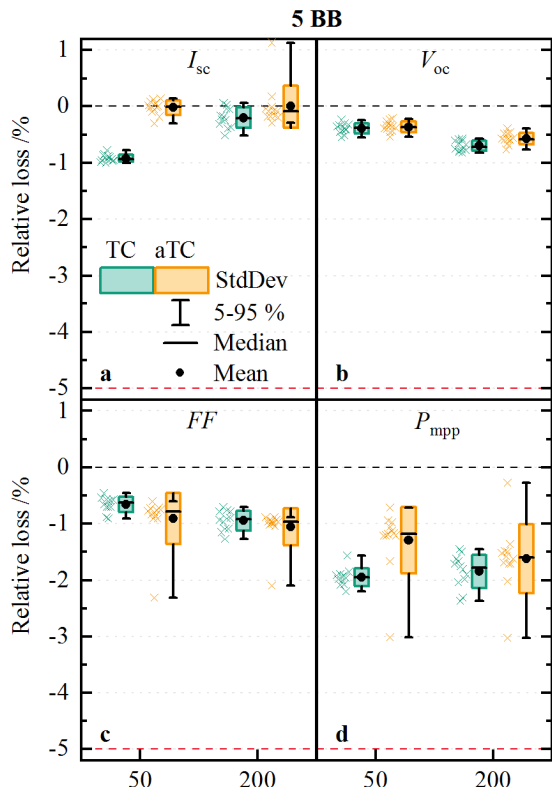 5 BB
Relative loss /%
1
0
-1
-2
-3
-4
-5
Isc
TC aTC
StdDev
5-95 %
Median
Mean
a
Voc
b
Relative loss /%
1
0
-1
-2
-3
-4
-5
FF
c
Pmpp
d
50
200
50
200